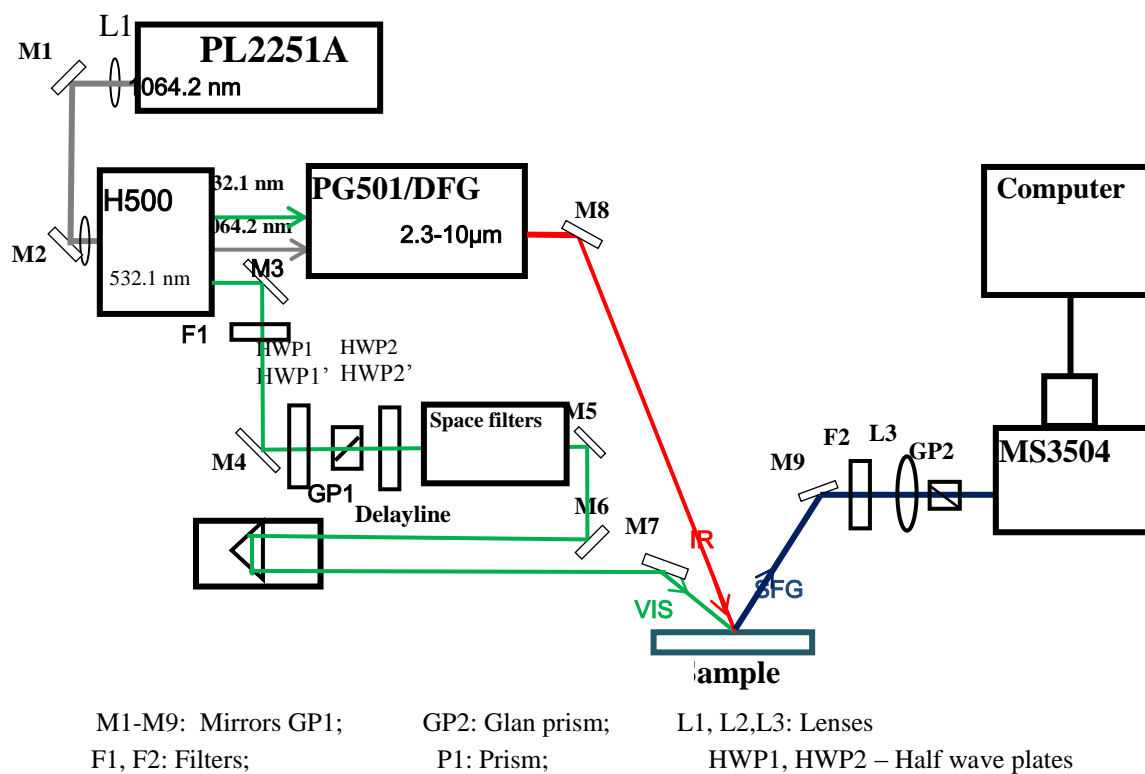 L1
M1
PL2251A
064.2 nm
H500
32.1 nm
PG501/DFG
M8
Computer
064.2 nm
2.3-10µm
M2
M3
532.1 nm
F1
HWP1 HWP2
HWP1’ HWP2’
Space filters
M5
F2 L3
M4
M9
GP2
MS3504
GP1
Delayline
M6
M7
IR
SFG
VIS
ample
M1-M9: Mirrors GP1; GP2: Glan prism; L1, L2,L3: Lenses
F1, F2: Filters; P1: Prism; HWP1, HWP2 – Half wave plates